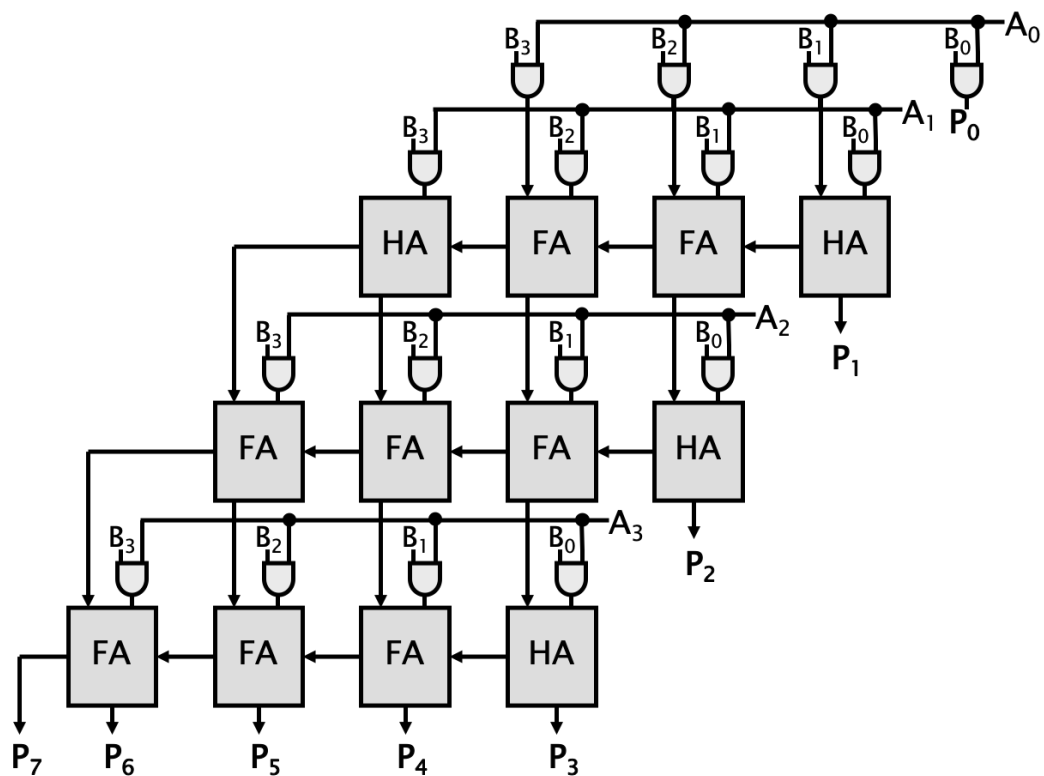 B₃ B₂ B₁ B₀ A₀
B₃ B₂ B₁ B₀ A₁ P₀
HA FA FA HA
B₃ B₂ B₁ B₀ A₂
P₁
FA FA FA HA
B₃ B₂ B₁ B₀ A₃
P₂
FA FA FA HA
P₇ P₆ P₅ P₄ P₃